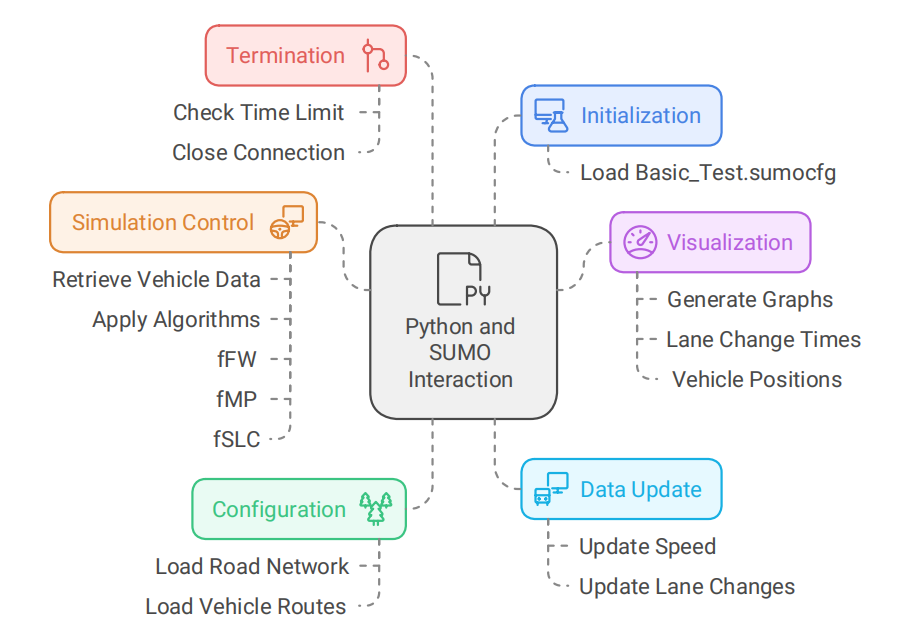 Termination
Check Time Limit
Close Connection
Initialization
Load Basic_Test.sumocfg
Simulation Control
Retrieve Vehicle Data
Apply Algorithms
fFW
fMP
fSLC
Visualization
Generate Graphs
Lane Change Times
Vehicle Positions
PY
Python and
SUMO
Interaction
Configuration
Load Road Network
Load Vehicle Routes
Data Update
Update Speed
Update Lane Changes